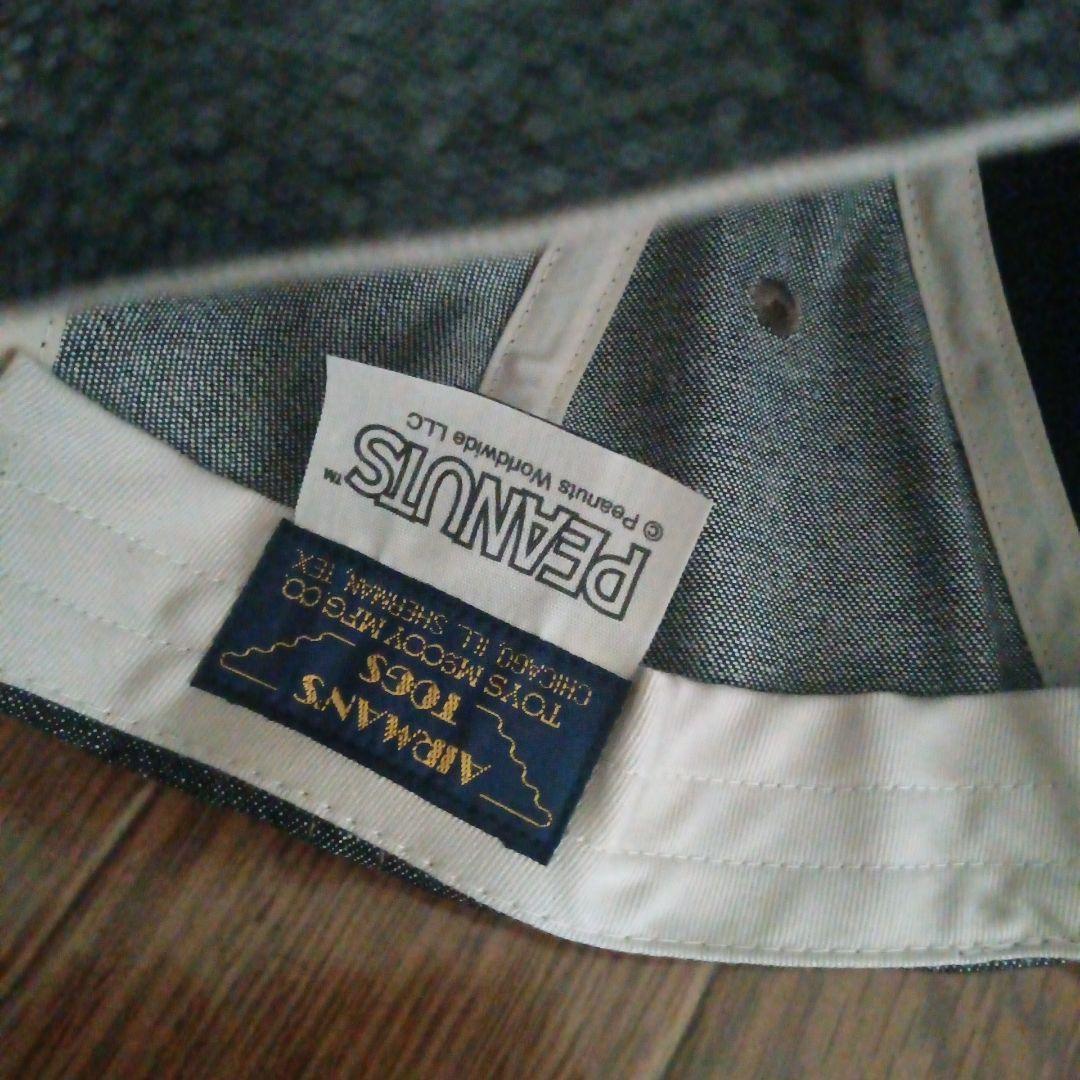 AIRMAN'S
TOGS
TOYS McCOY MFG.CO
CHICAGO ILL. SHERMAN TEX.
PEANUTS™
© Peanuts Worldwide LLC